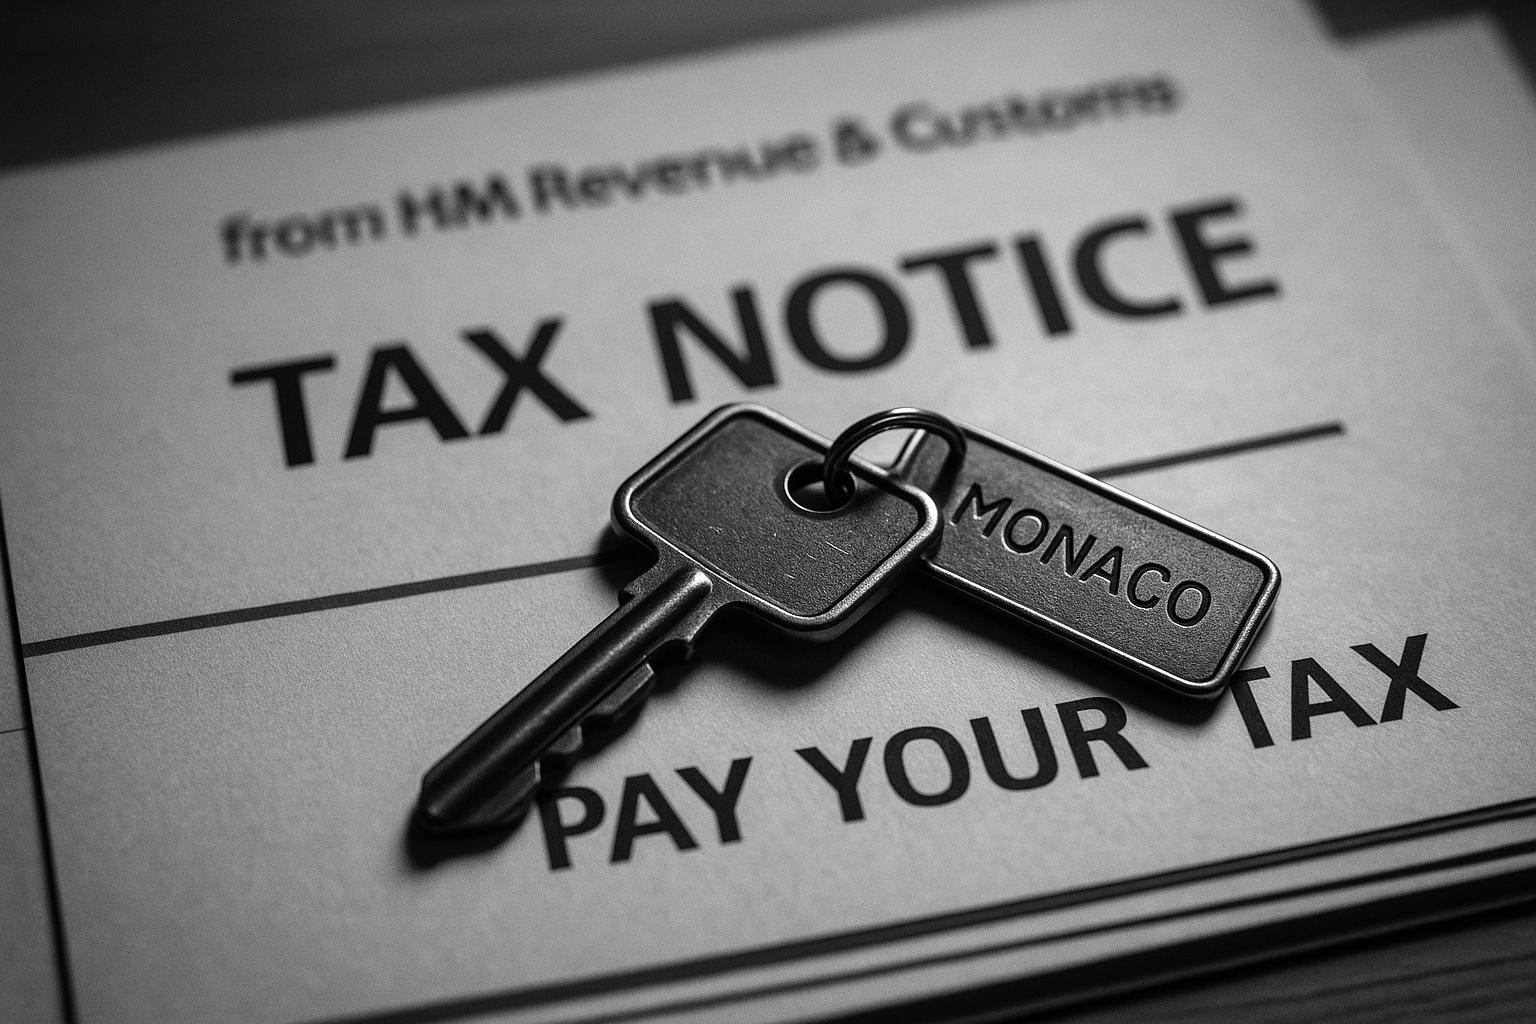 from HM Revenue & Customs
TAX NOTICE
MONACO
PAY YOUR TAX